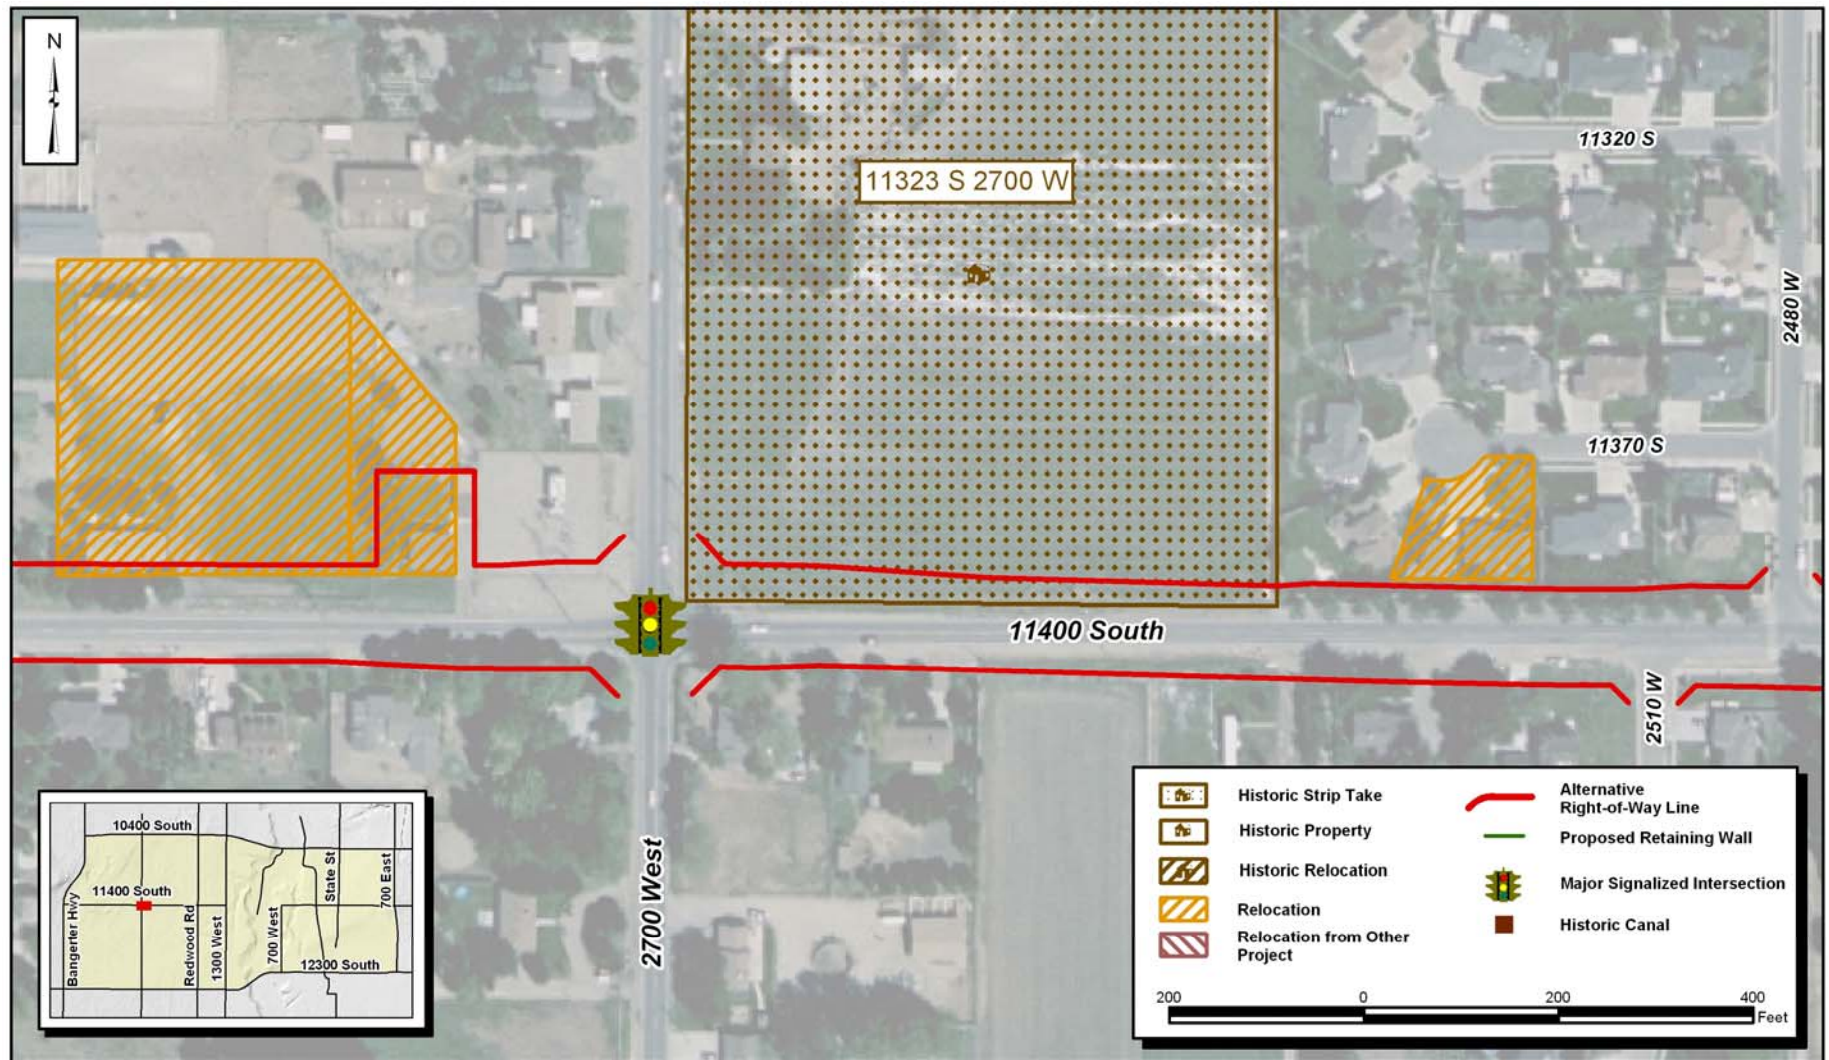 N
11320 S
11323 S 2700 W
2480 W
11370 S
11400 South
2510 W
2700 West
10400 South
11400 South
Bangerter Hwy
Redwood Rd
1300 West
700 West
State St
700 East
12300 South
Historic Strip Take
Historic Property
Historic Relocation
Relocation
Relocation from Other
Project
Alternative
Right-of-Way Line
Proposed Retaining Wall
Major Signalized Intersection
Historic Canal
200 0 200 400
Feet